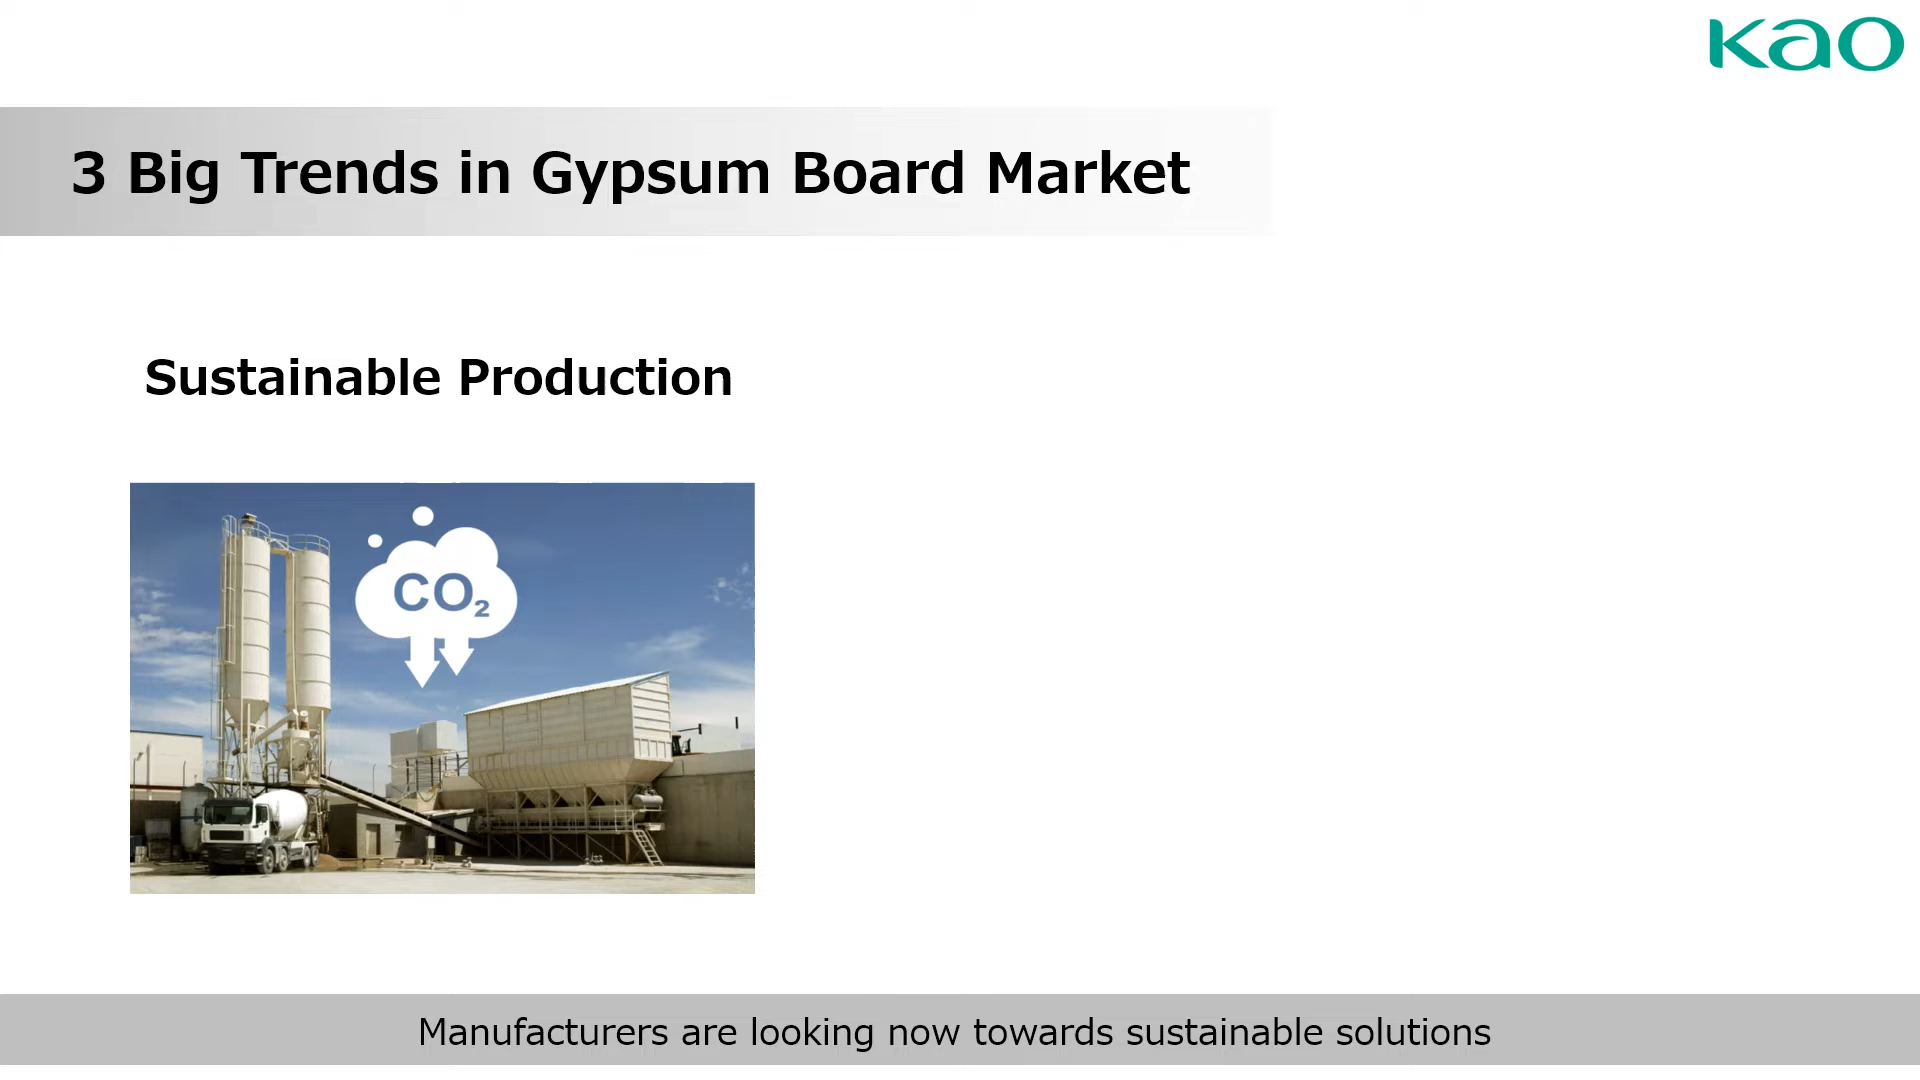 Kao
3 Big Trends in Gypsum Board Market
Sustainable Production
CO₂
Manufacturers are looking now towards sustainable solutions